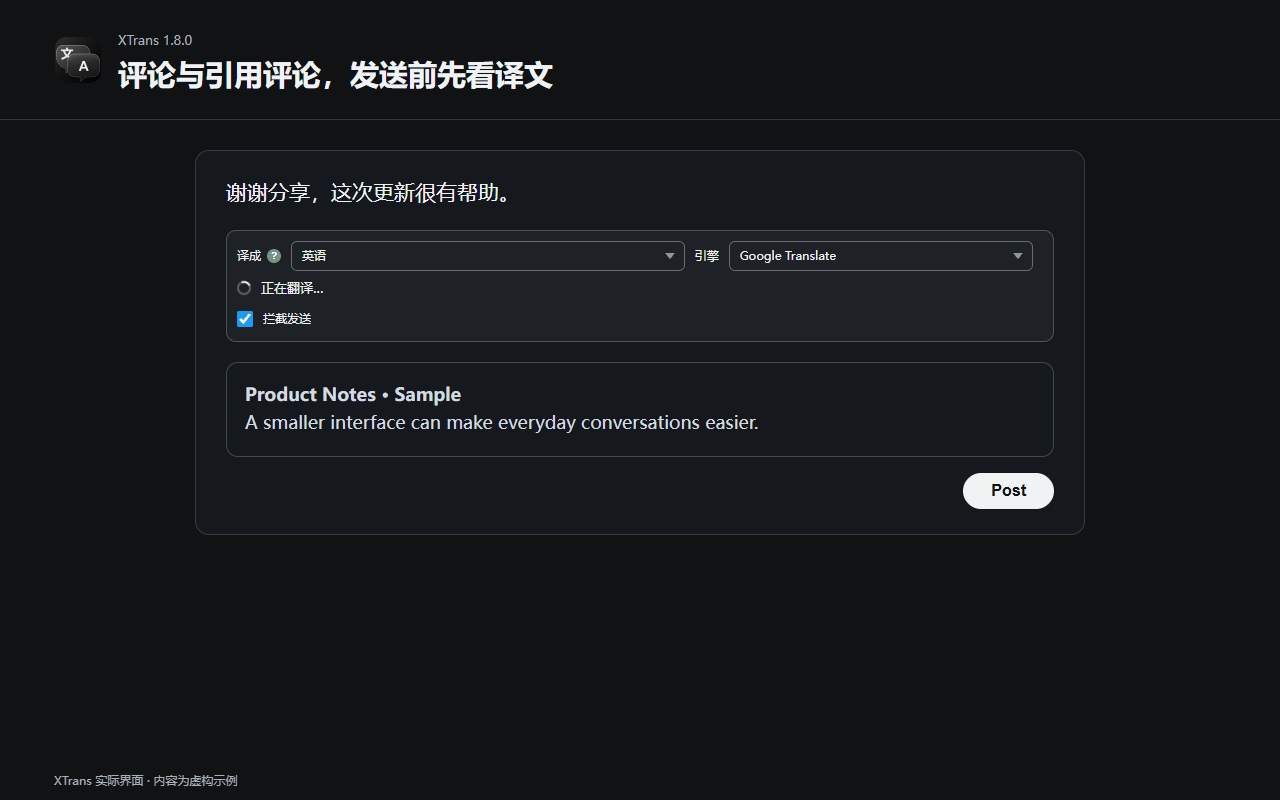 文
A
XTrans 1.8.0
评论与引用评论，发送前先看译文
谢谢分享，这次更新很有帮助。
译成 ? 英语 引擎 Google Translate
正在翻译...
拦截发送
Product Notes • Sample
A smaller interface can make everyday conversations easier.
Post
XTrans 实际界面 · 内容为虚构示例